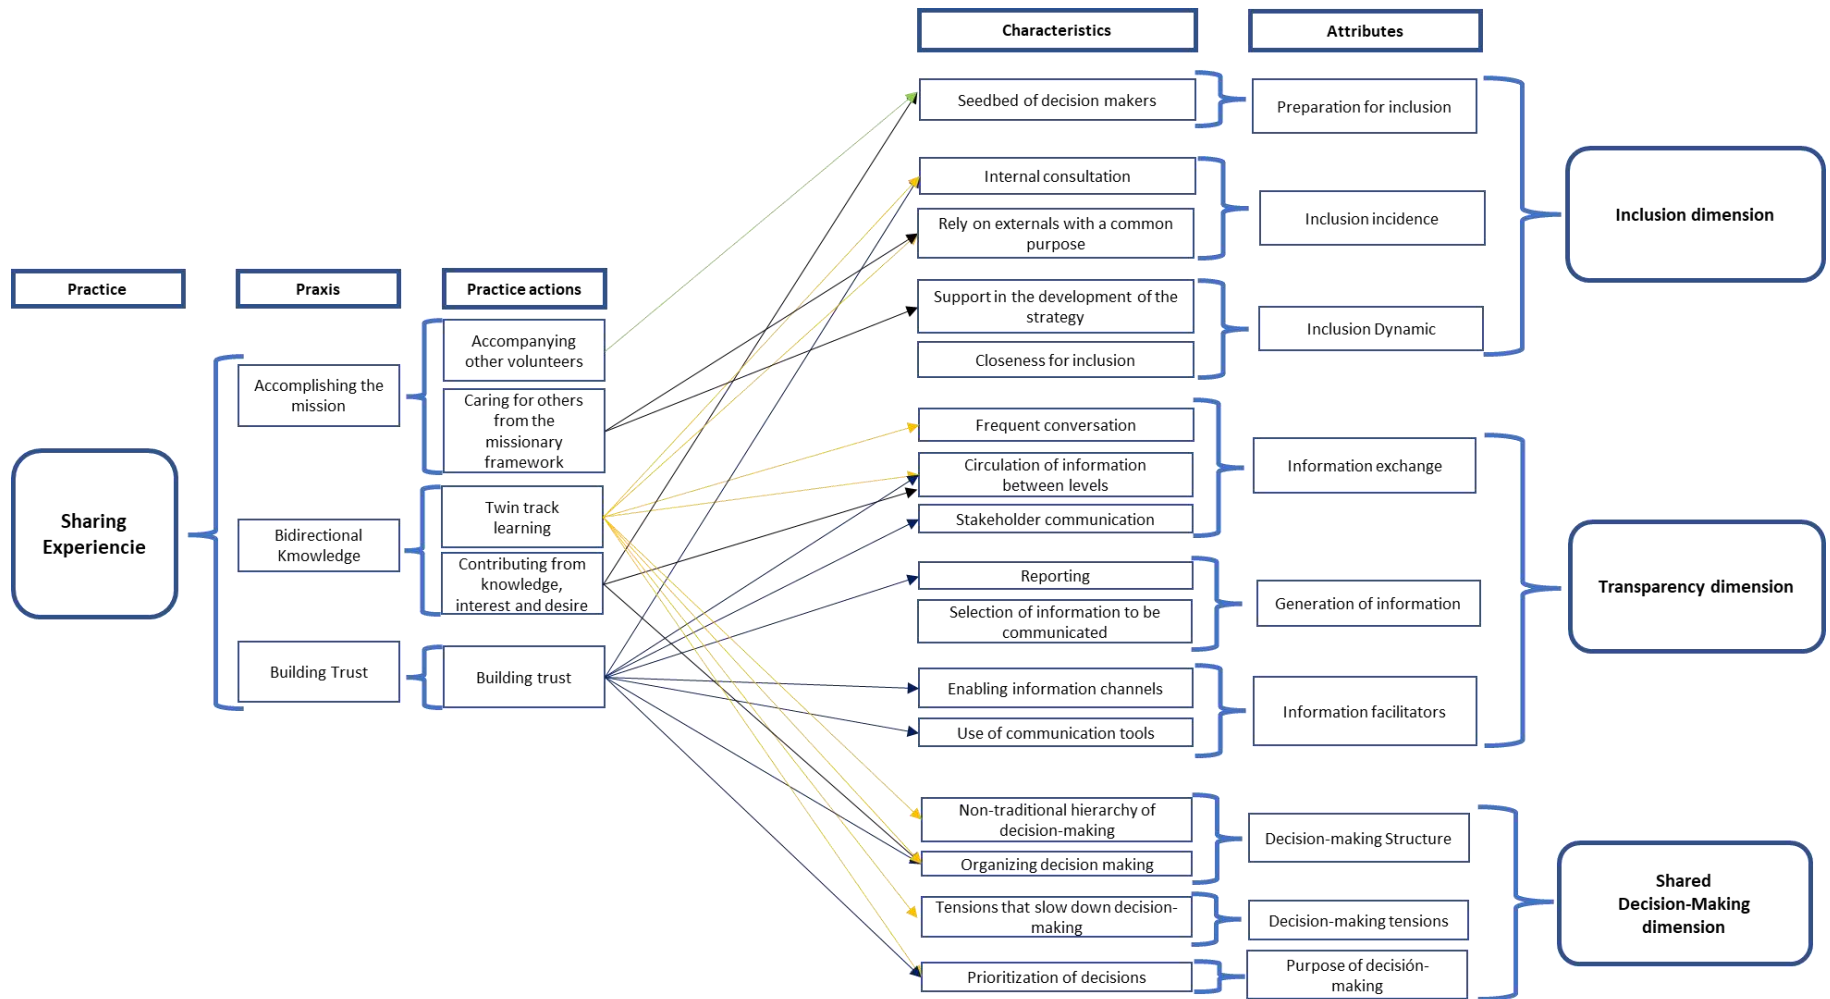 Characteristics
Attributes
Seedbed of decision makers
Preparation for inclusion
Internal consultation
Rely on externals with a common
purpose
Inclusion incidence
Inclusion dimension
Support in the development of the
strategy
Closeness for inclusion
Inclusion Dynamic
Practice
Praxis
Practice actions
Accompanying
other volunteers
Accomplishing the
mission
Caring for others
from the
missionary
framework
Sharing
Experiencie
Bidirectional
Kmowledge
Twin track
learning
Contributing from
knowledge,
interest and desire
Building Trust
Building trust
Frequent conversation
Circulation of information
between levels
Stakeholder communication
Information exchange
Reporting
Selection of information to be
communicated
Generation of information
Transparency dimension
Enabling information channels
Use of communication tools
Information facilitators
Non-traditional hierarchy of
decision-making
Organizing decision making
Decision-making Structure
Tensions that slow down decision-
making
Decision-making tensions
Shared
Decision-Making
dimension
Prioritization of decisions
Purpose of decisión-
making